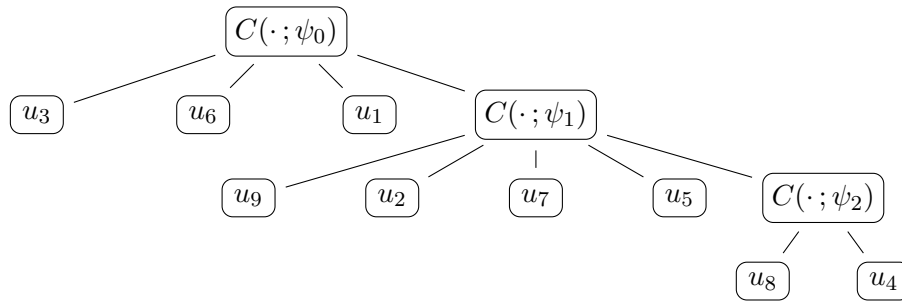 C(· ; ψ₀)
u₃ u₆ u₁ C(· ; ψ₁)
u₉ u₂ u₇ u₅ C(· ; ψ₂)
u₈ u₄